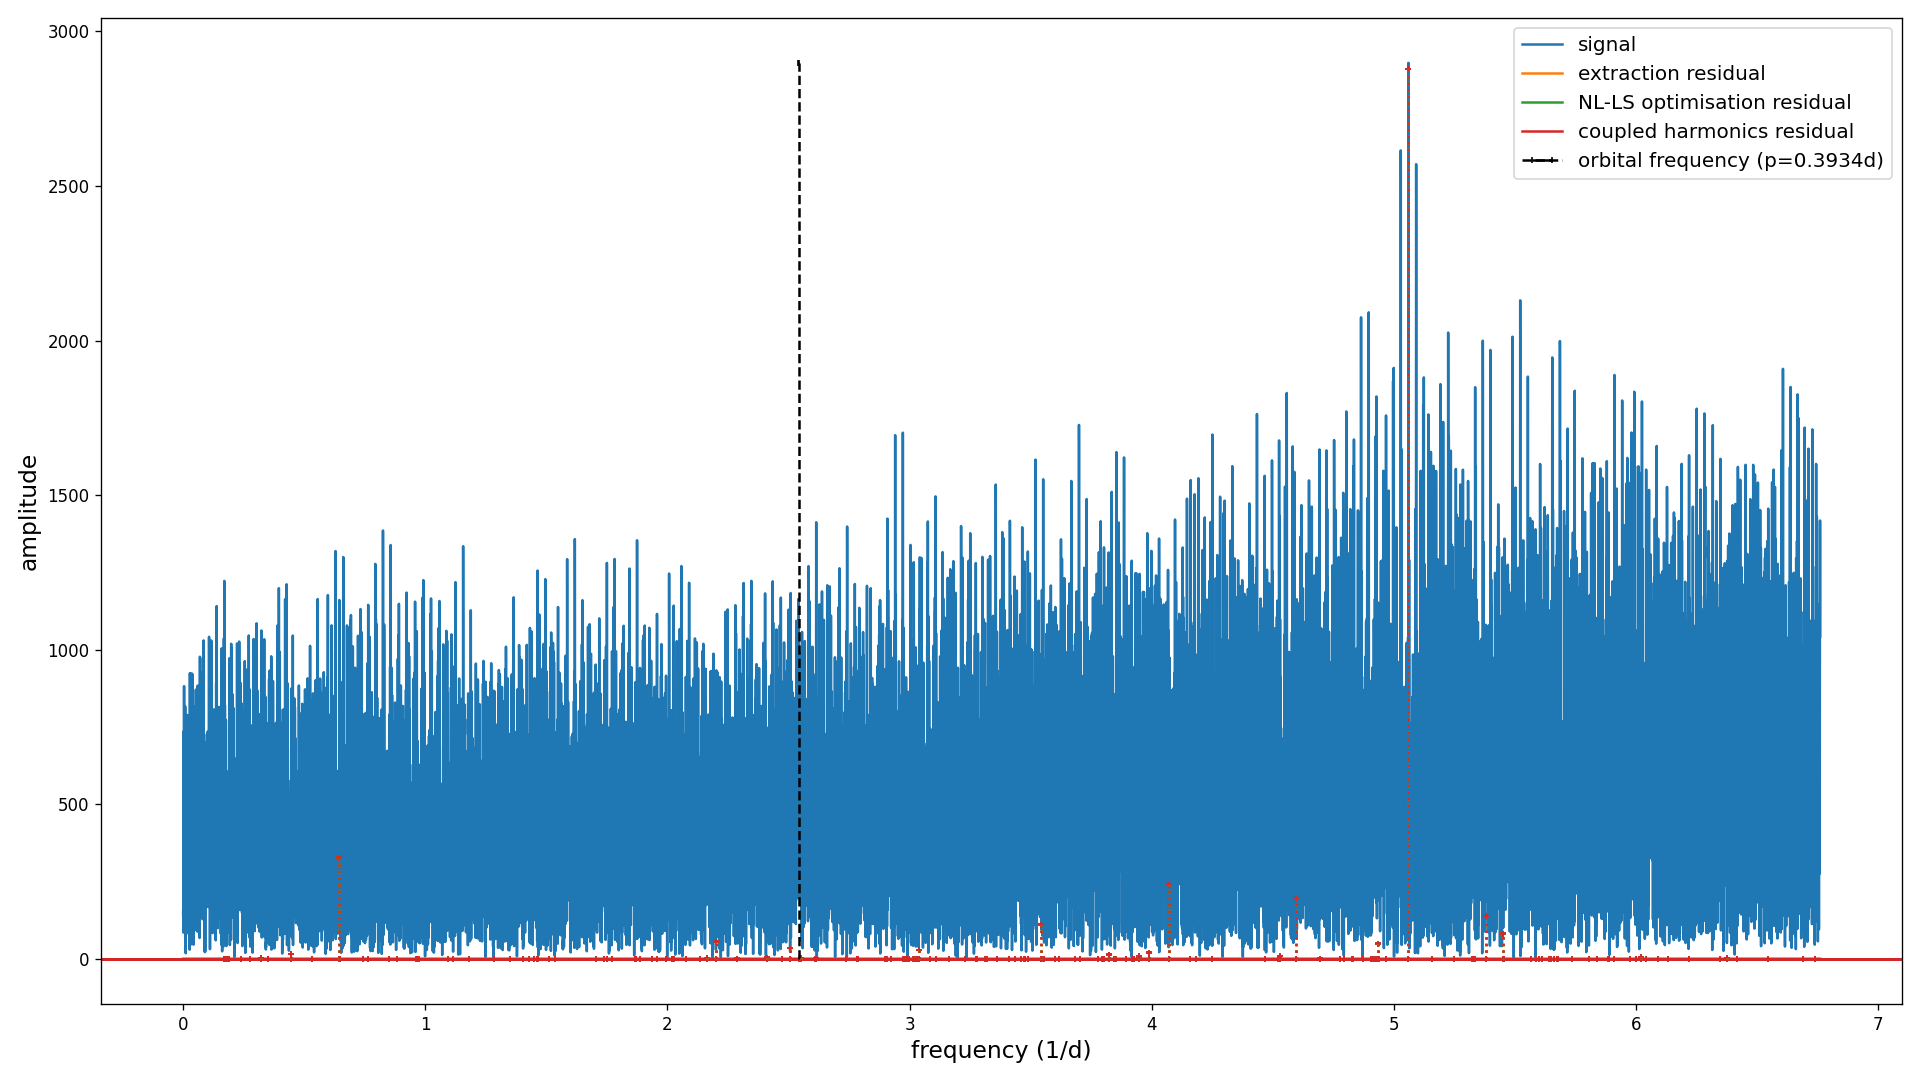 3000
2500
2000
1500
1000
500
0
amplitude
0 1 2 3 4 5 6 7
frequency (1/d)
signal
extraction residual
NL-LS optimisation residual
coupled harmonics residual
orbital frequency (p=0.3934d)